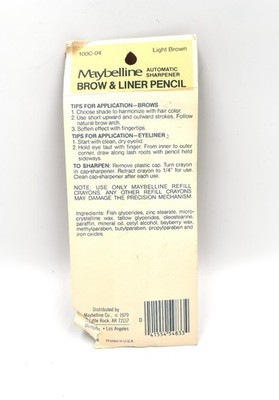 100C-04 Light Brown
Maybelline AUTOMATIC SHARPENER
BROW & LINER PENCIL
TIPS FOR APPLICATION—BROWS
1. Choose shade to harmonize with hair color.
2. Use short upward and outward strokes. Follow
natural brow arch.
3. Soften effect with fingertips.
TIPS FOR APPLICATION—EYELINER
1. Start with clean, dry eyelid.
2. Hold eye taut with finger. From inner to outer
corner, draw along lash roots with pencil held
sideways.
TO SHARPEN: Remove plastic cap. Turn crayon
in cap-sharpener. Retract crayon to 1/4" for use.
Clean cap-sharpener after each use.
NOTE: USE ONLY MAYBELLINE REFILL
CRAYONS. ANY OTHER REFILL CRAYONS
MAY DAMAGE THE PRECISION MECHANISM.
Ingredients: Fish glycerides, zinc stearate, micro-
crystalline wax, tallow glycerides, oleostearine,
paraffin, mineral oil, cetyl alcohol, bayberry wax,
methylparaben, butylparaben, propylparaben and
iron oxides.
Distributed by
Maybelline Co., © 1979
Little Rock, AR
• Los Angeles
Printed in U.S.A.